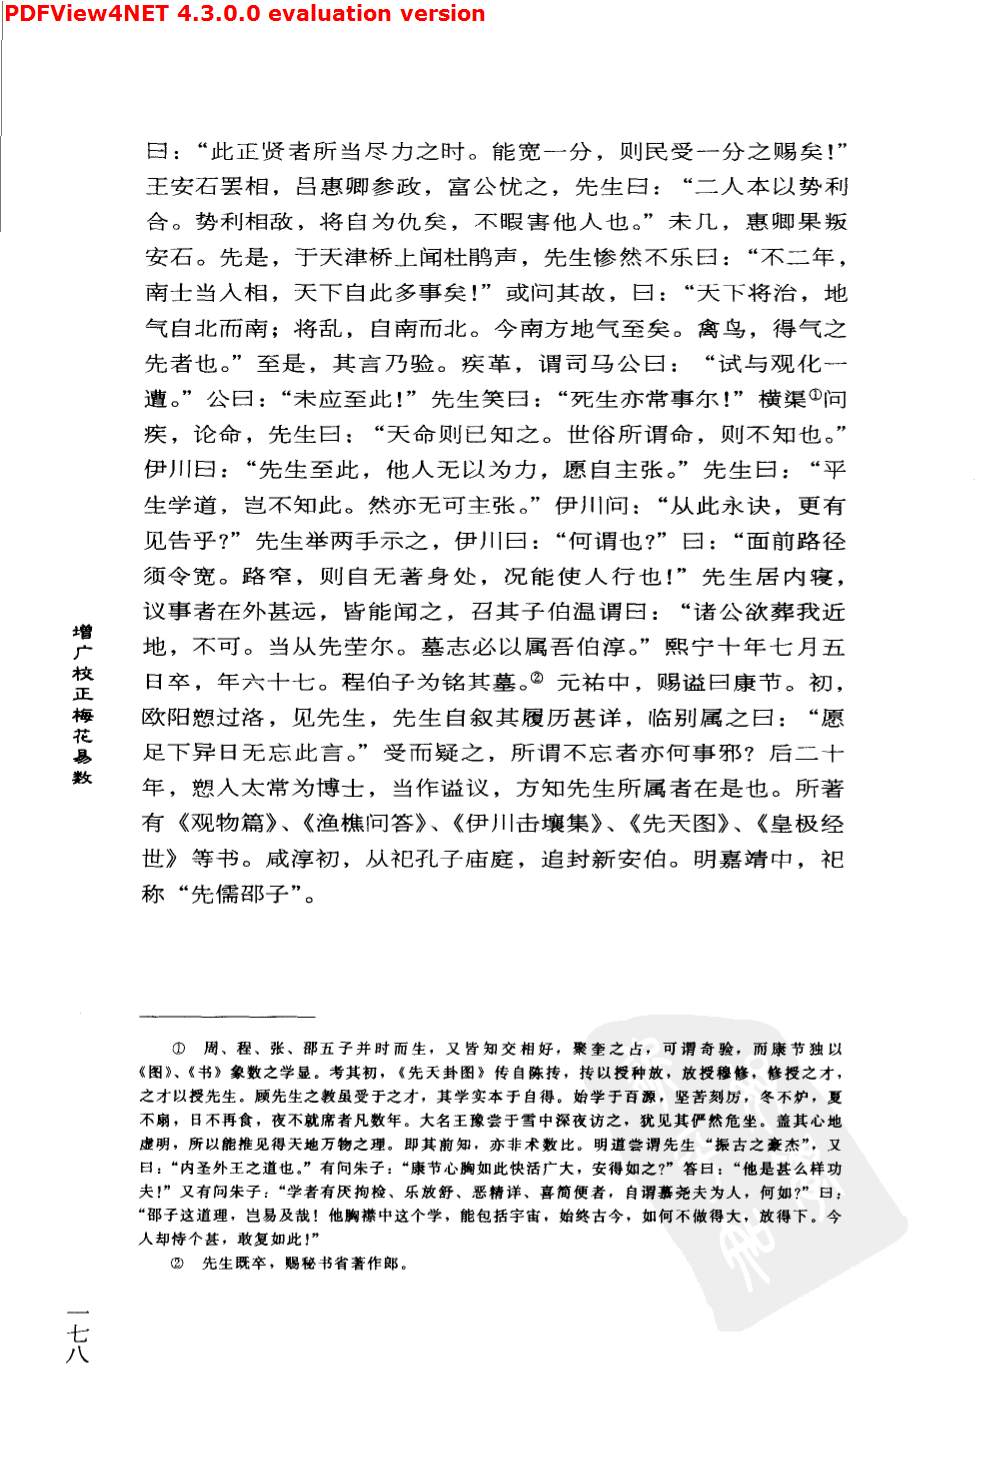 PDFView4NET 4.3.0.0 evaluation version
曰：“此正贤者所当尽力之时。能宽一分，则民受一分之赐矣！”
王安石罢相，吕惠卿参政，富公忧之，先生曰：“二人本以势利
合。势利相敌，将自为仇矣，不暇害他人也。”未几，惠卿果叛
安石。先是，于天津桥上闻杜鹃声，先生惨然不乐曰：“不二年，
南士当入相，天下自此多事矣！”或问其故，曰：“天下将治，地
气自北而南；将乱，自南而北。今南方地气至矣。禽鸟，得气之
先者也。”至是，其言乃验。疾革，谓司马公曰：“试与观化一
遭。”公曰：“未应至此！”先生笑曰：“死生亦常事尔！”横渠①问
疾，论命，先生曰：“天命则已知之。世俗所谓命，则不知也。”
伊川曰：“先生至此，他人无以为力，愿自主张。”先生曰：“平
生学道，岂不知此。然亦无可主张。”伊川问：“从此永诀，更有
见告乎?”先生举两手示之，伊川曰：“何谓也?”曰：“面前路径
须令宽。路窄，则自无著身处，况能使人行也！”先生居内寝，
议事者在外甚远，皆能闻之，召其子伯温谓曰：“诸公欲葬我近
地，不可。当从先茔尔。墓志必以属吾伯淳。”熙宁十年七月五
日卒，年六十七。程伯子为铭其墓。② 元祐中，赐谥曰康节。初，
欧阳愬过洛，见先生，先生自叙其履历甚详，临别属之曰：“愿
足下异日无忘此言。”受而疑之，所谓不忘者亦何事邪？后二十
年，愬入太常为博士，当作谥议，方知先生所属者在是也。所著
有《观物篇》、《渔樵问答》、《伊川击壤集》、《先天图》、《皇极经
世》等书。咸淳初，从祀孔子庙庭，追封新安伯。明嘉靖中，祀
称“先儒邵子”。
增广校正梅花易数
① 周、程、张、邵五子并时而生，又皆知交相好，聚奎之占，可谓奇验，而康节独以
《图》、《书》象数之学显。考其初，《先天卦图》传自陈抟，抟以授种放，放授穆修，修授之才，
之才以授先生。顾先生之教虽受于之才，其学实本于自得。始学于百源，坚苦刻厉，冬不炉，夏
不扇，日不再食，夜不就席者凡数年。大名王豫尝于雪中深夜访之，犹见其俨然危坐。盖其心地
虚明，所以能推见得天地万物之理。即其前知，亦非术数比。明道尝谓先生“振古之豪杰”，又
曰：“内圣外王之道也。”有问朱子：“康节心胸如此快活广大，安得如之?”答曰：“他是甚么样功
夫！”又有问朱子：“学者有厌拘检、乐放舒、恶精详、喜简便者，自谓慕尧夫为人，何如?”曰：
“邵子这道理，岂易及哉！他胸襟中这个学，能包括宇宙，始终古今，如何不做得大，放得下。今
人却恃个甚，敢复如此！”
② 先生既卒，赐秘书省著作郎。
一七八